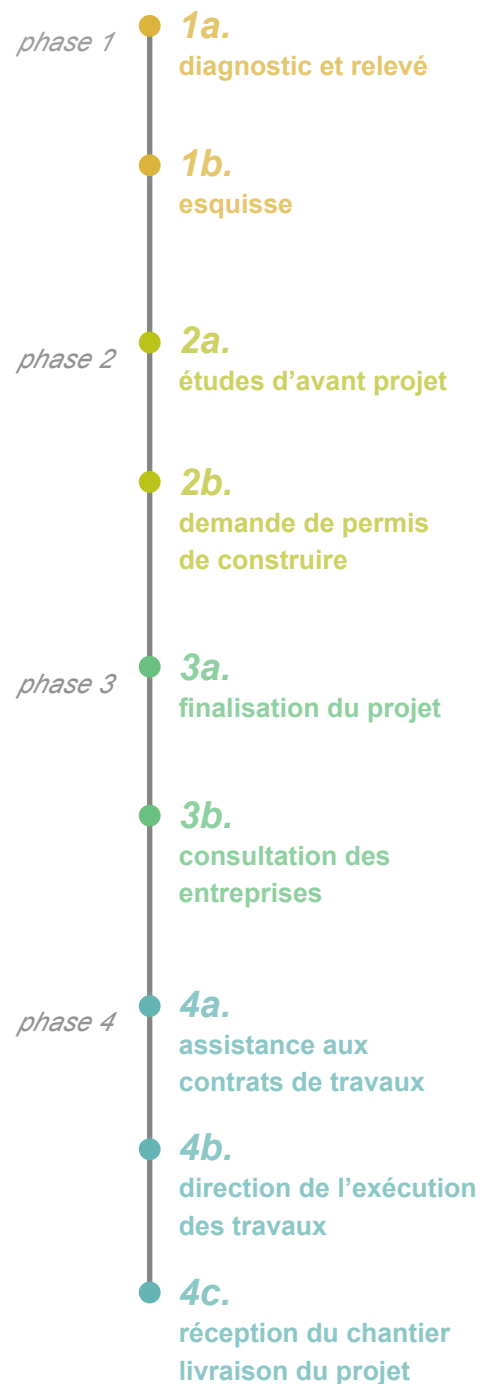 phase 1
1a.
diagnostic et relevé
1b.
esquisse
phase 2
2a.
études d’avant projet
2b.
demande de permis
de construire
phase 3
3a.
finalisation du projet
3b.
consultation des
entreprises
phase 4
4a.
assistance aux
contrats de travaux
4b.
direction de l’exécution
des travaux
4c.
réception du chantier
livraison du projet